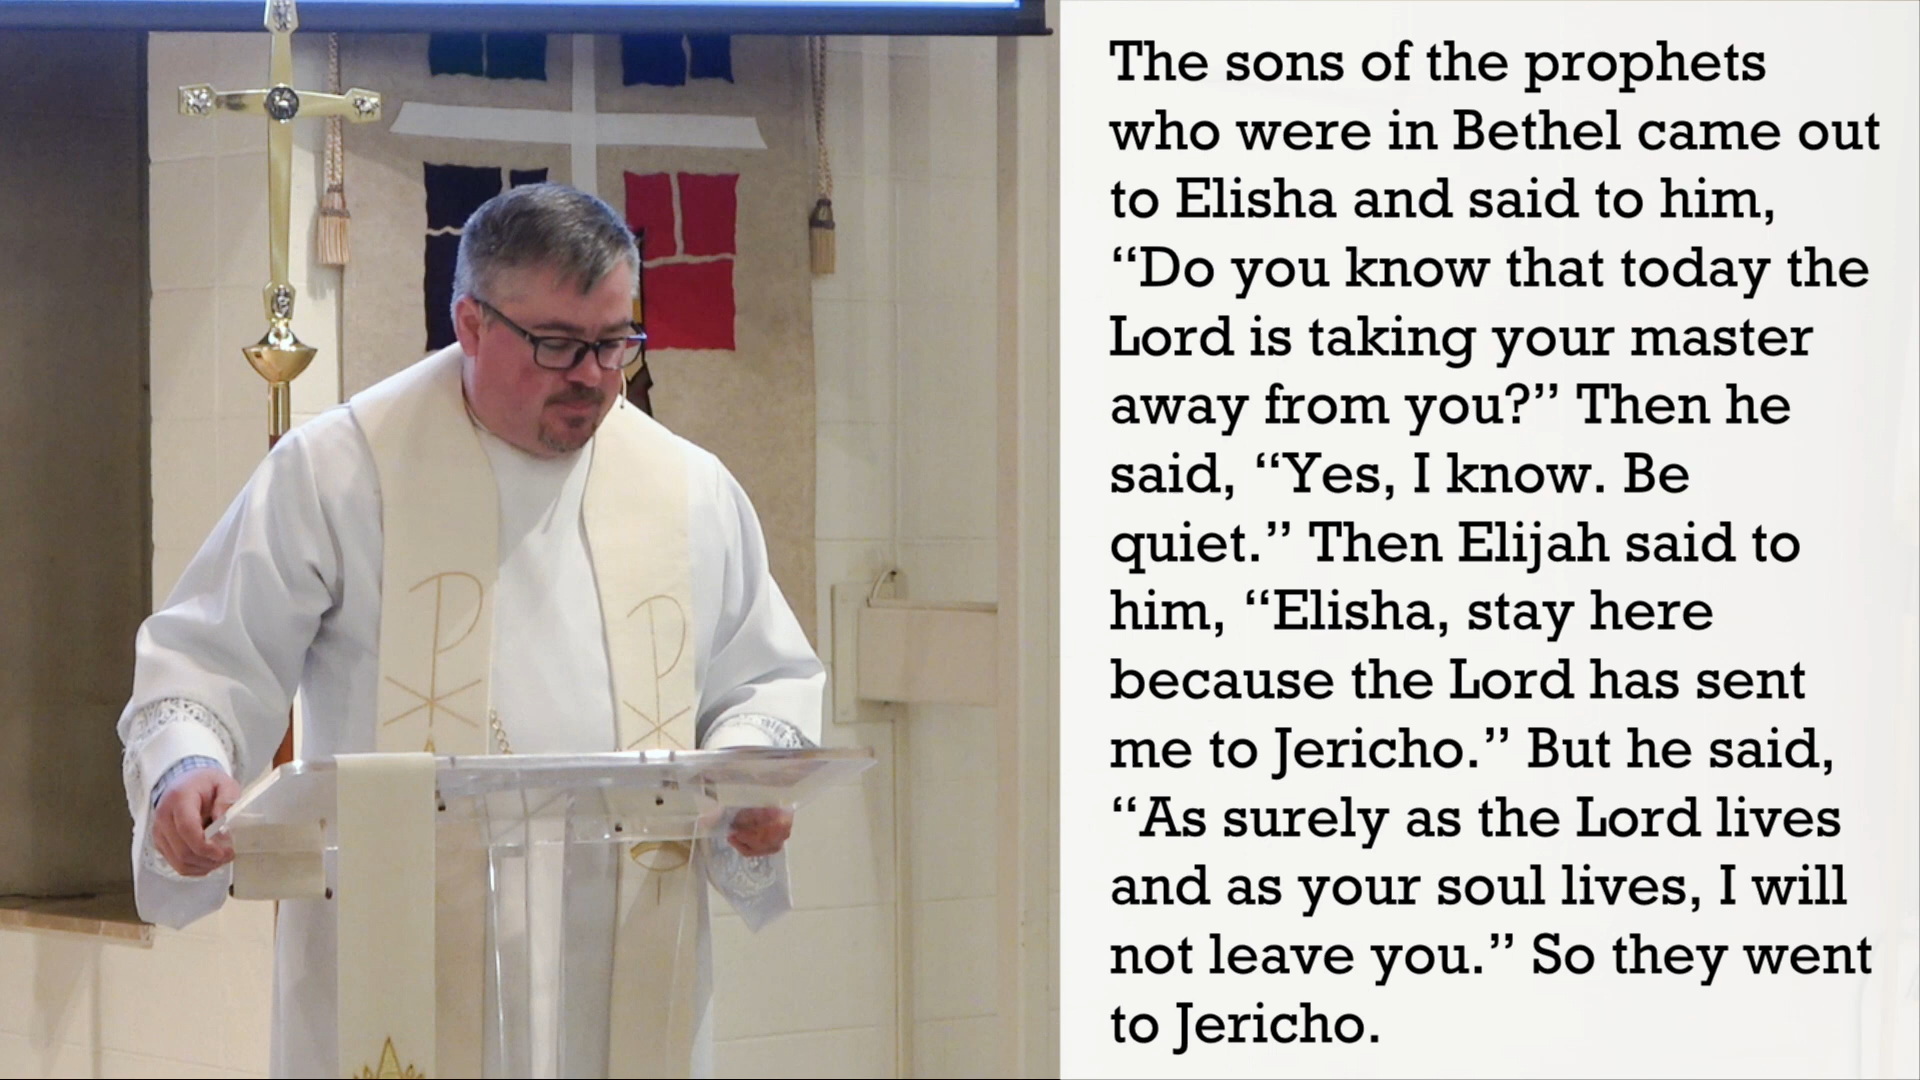 The sons of the prophets
who were in Bethel came out
to Elisha and said to him,
“Do you know that today the
Lord is taking your master
away from you?” Then he
said, “Yes, I know. Be
quiet.” Then Elijah said to
him, “Elisha, stay here
because the Lord has sent
me to Jericho.” But he said,
“As surely as the Lord lives
and as your soul lives, I will
not leave you.” So they went
to Jericho.